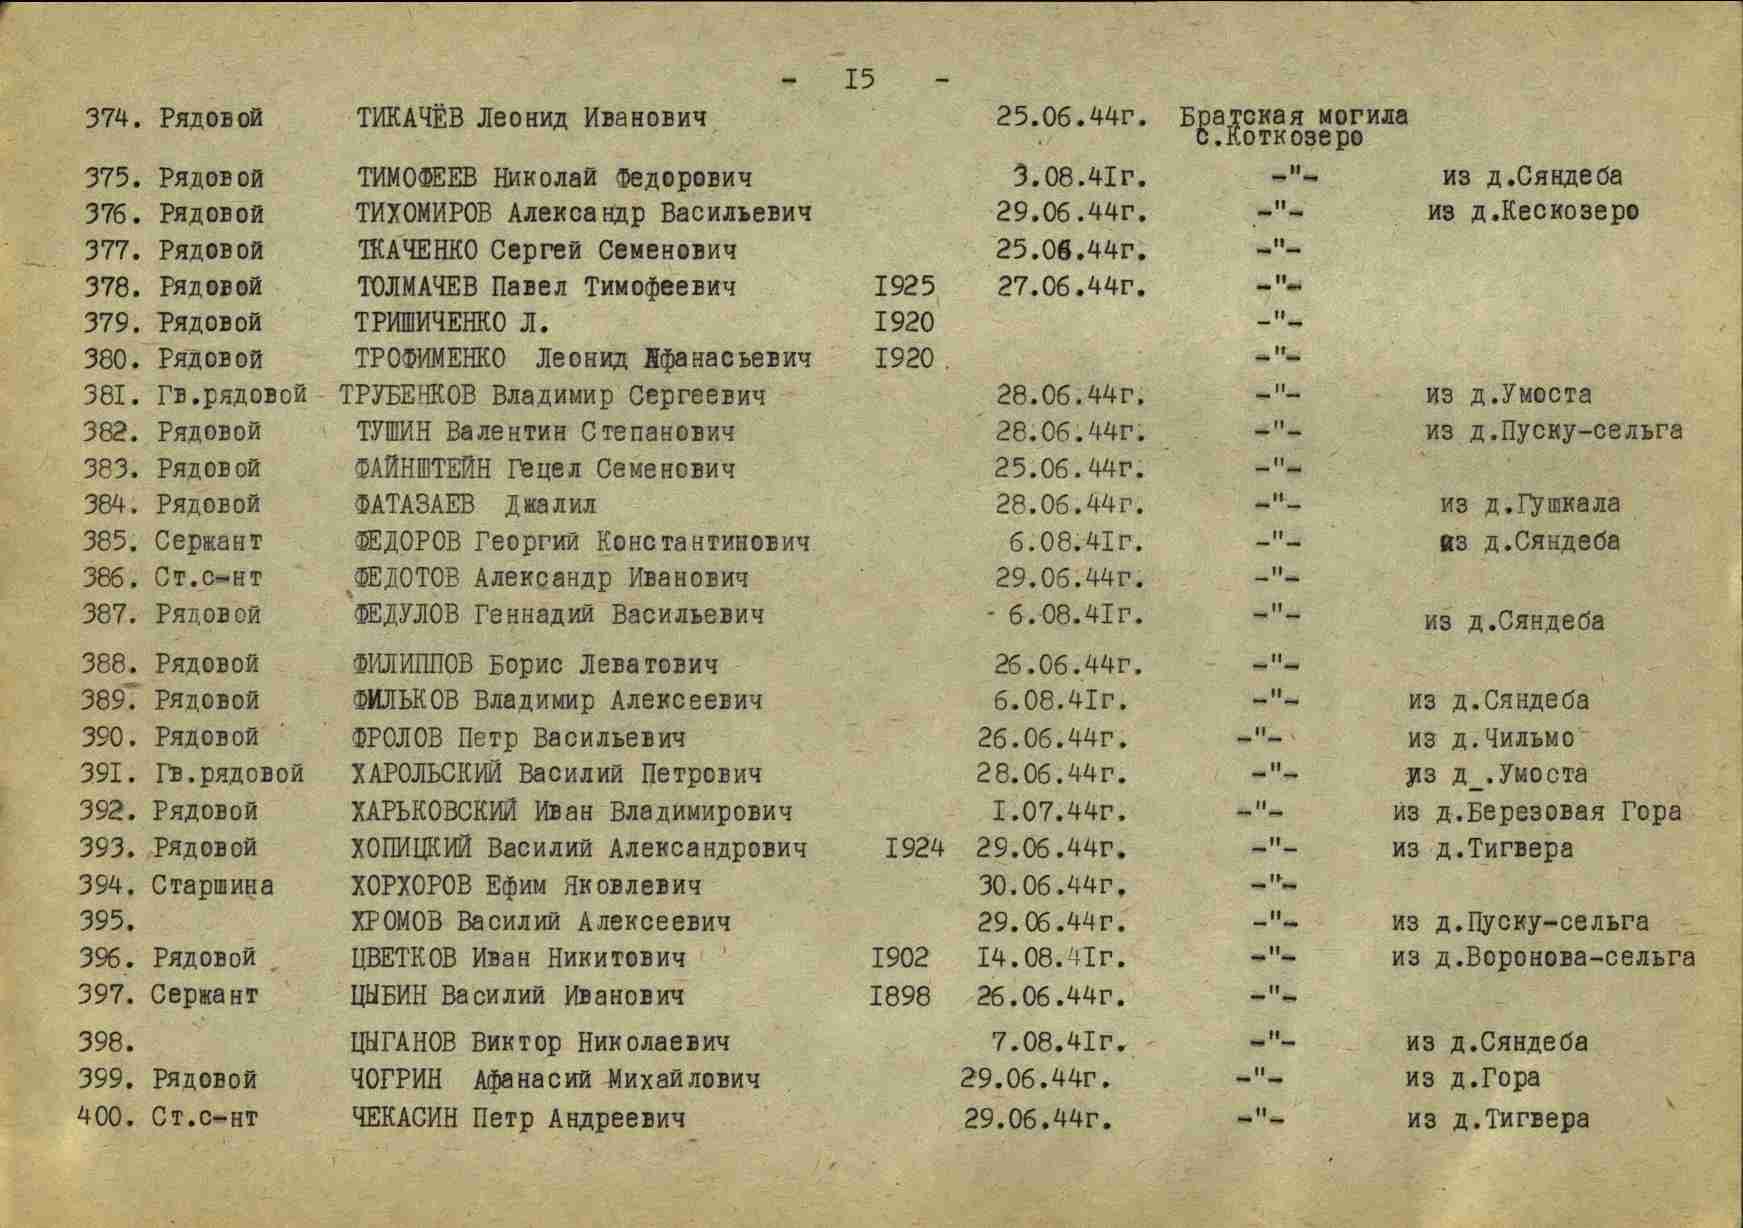 - 15 -
374. Рядовой ТИКАЧЁВ Леонид Иванович 25.06.44г. Братская могила
с.Коткозеро
375. Рядовой ТИМОФЕЕВ Николай Федорович 3.08.41г. -"- из д.Сяндеба
376. Рядовой ТИХОМИРОВ Александр Васильевич 29.06.44г. -"- из д.Кескозеро
377. Рядовой ТКАЧЕНКО Сергей Семенович 25.06.44г. -"-
378. Рядовой ТОЛМАЧЕВ Павел Тимофеевич 1925 27.06.44г. -"-
379. Рядовой ТРИШИЧЕНКО Л. 1920 -"-
380. Рядовой ТРОФИМЕНКО Леонид Афанасьевич 1920 -"-
381. Гв.рядовой ТРУБЕНКОВ Владимир Сергеевич 28.06.44г. -"- из д.Умоста
382. Рядовой ТУШИН Валентин Степанович 28.06.44г. -"- из д.Пуску-сельга
383. Рядовой ФАЙНШТЕЙН Гецел Семенович 25.06.44г. -"-
384. Рядовой ФАТАЗАЕВ Джалил 28.06.44г. -"- из д.Гушкала
385. Сержант ФЕДОРОВ Георгий Константинович 6.08.41г. -"- из д.Сяндеба
386. Ст.с-нт ФЕДОТОВ Александр Иванович 29.06.44г. -"-
387. Рядовой ФЕДУЛОВ Геннадий Васильевич 6.08.41г. -"- из д.Сяндеба
388. Рядовой ФИЛИППОВ Борис Леватович 26.06.44г. -"-
389. Рядовой ФИЛЬКОВ Владимир Алексеевич 6.08.41г. -"- из д.Сяндеба
390. Рядовой ФРОЛОВ Петр Васильевич 26.06.44г. -"- из д.Чильмо
391. Гв.рядовой ХАРОЛЬСКИЙ Василий Петрович 28.06.44г. -"- из д_.Умоста
392. Рядовой ХАРЬКОВСКИЙ Иван Владимирович 1.07.44г. -"- из д.Березовая Гора
393. Рядовой ХОПИЦКИЙ Василий Александрович 1924 29.06.44г. -"- из д.Тигвера
394. Старшина ХОРХОРОВ Ефим Яковлевич 30.06.44г. -"-
395. ХРОМОВ Василий Алексеевич 29.06.44г. -"- из д.Пуску-сельга
396. Рядовой ЦВЕТКОВ Иван Никитович 1902 14.08.41г. -"- из д.Воронова-сельга
397. Сержант ЦЫБИН Василий Иванович 1898 26.06.44г. -"-
398. ЦЫГАНОВ Виктор Николаевич 7.08.41г. -"- из д.Сяндеба
399. Рядовой ЧОГРИН Афанасий Михайлович 29.06.44г. -"- из д.Гора
400. Ст.с-нт ЧЕКАСИН Петр Андреевич 29.06.44г. -"- из д.Тигвера